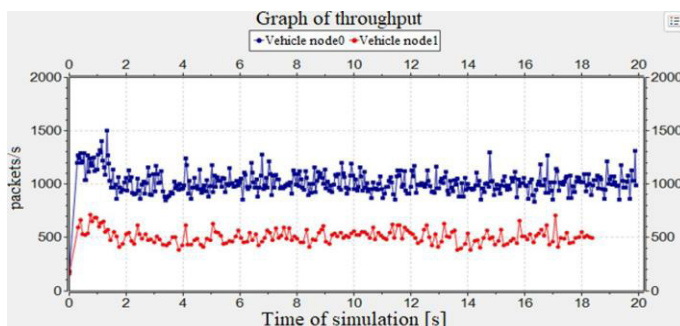 Graph of throughput
Vehicle node0 Vehicle node1
0 2 4 6 8 10 12 14 16 18 20
2000 2000
1500 1500
1000 1000
500 500
0 0
packets/s
0 2 4 6 8 10 12 14 16 18 20
Time of simulation [s]